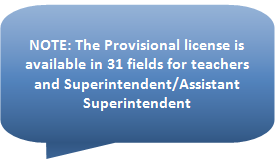 NOTE: The Provisional license is
available in 31 fields for teachers
and Superintendent/Assistant
Superintendent